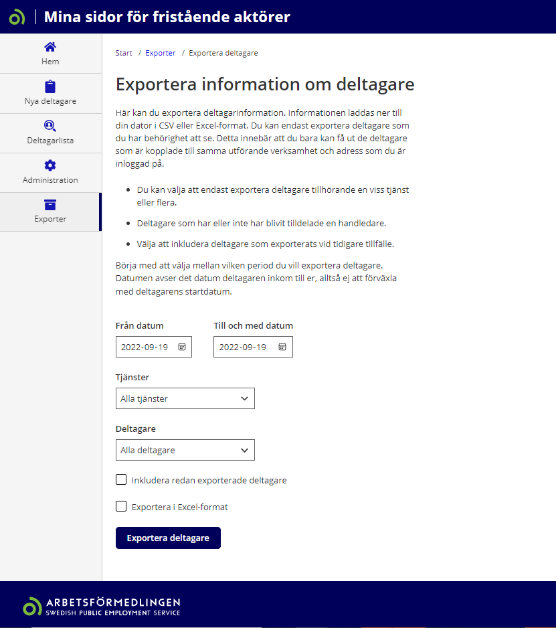 Mina sidor för fristående aktörer
Hem
Nya deltagare
Deltagarlista
Administration
Exporter
Start / Exporter / Exportera deltagare
Exportera information om deltagare
Här kan du exportera deltagarinformation. Informationen laddas ner till
din dator i CSV eller Excel-format. Du kan endast exportera deltagare som
du har behörighet att se. Detta innebär att du bara kan få ut de deltagare
som är kopplade till samma utförande verksamhet och adress som du är
inloggad på.
• Du kan välja att endast exportera deltagare tillhörande en viss tjänst
eller flera.
• Deltagare som har eller inte har blivit tilldelade en handledare.
• Välja att inkludera deltagare som exporterats vid tidigare tillfälle.
Börja med att välja mellan vilken period du vill exportera deltagare.
Datumen avser det datum deltagaren inkom till er, alltså ej att förväxla
med deltagarens startdatum.
Från datum Till och med datum
2022-09-19 2022-09-19
Tjänster
Alla tjänster
Deltagare
Alla deltagare
Inkludera redan exporterade deltagare
Exportera i Excel-format
Exportera deltagare
ARBETSFÖRMEDLINGEN
SWEDISH PUBLIC EMPLOYMENT SERVICE